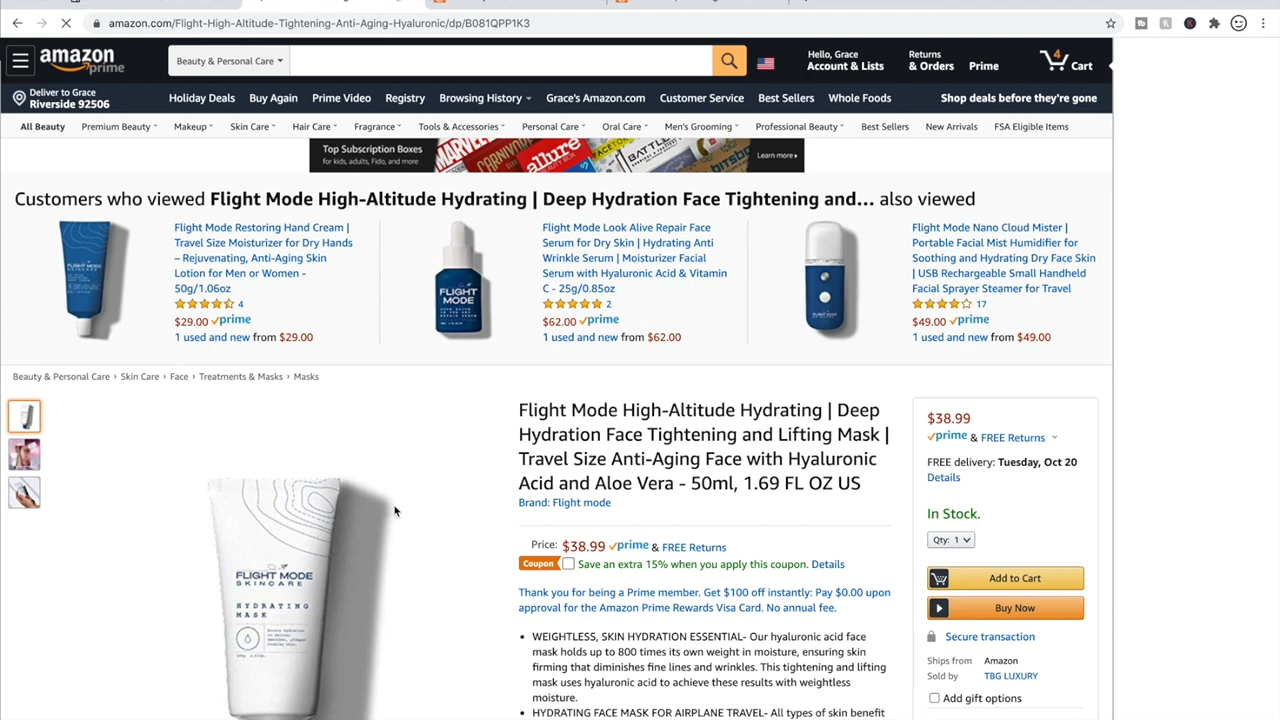 amazon.com/Flight-High-Altitude-Tightening-Anti-Aging-Hyaluronic/dp/B081QPP1K3
amazon
prime
Beauty & Personal Care
Hello, Grace
Account & Lists
Returns
& Orders
Prime
4
Cart
Deliver to Grace
Riverside 92506
Holiday Deals Buy Again Prime Video Registry Browsing History Grace's Amazon.com Customer Service Best Sellers Whole Foods
Shop deals before they're gone
All Beauty Premium Beauty Makeup Skin Care Hair Care Fragrance Tools & Accessories Personal Care Oral Care Men's Grooming Professional Beauty Best Sellers New Arrivals FSA Eligible Items
Top Subscription Boxes
for kids, adults, Fido, and more
MARVEL
CARNIVORE
allure
Learn more
Customers who viewed Flight Mode High-Altitude Hydrating | Deep Hydration Face Tightening and... also viewed
Flight Mode Restoring Hand Cream |
Travel Size Moisturizer for Dry Hands
– Rejuvenating, Anti-Aging Skin
Lotion for Men or Women -
50g/1.06oz
4
$29.00 prime
1 used and new from $29.00
FLIGHT
MODE
Flight Mode Look Alive Repair Face
Serum for Dry Skin | Hydrating Anti
Wrinkle Serum | Moisturizer Facial
Serum with Hyaluronic Acid & Vitamin
C - 25g/0.85oz
2
$62.00 prime
1 used and new from $62.00
Flight Mode Nano Cloud Mister |
Portable Facial Mist Humidifier for
Soothing and Hydrating Dry Face Skin
| USB Rechargeable Small Handheld
Facial Sprayer Steamer for Travel
17
$49.00 prime
1 used and new from $49.00
Beauty & Personal Care › Skin Care › Face › Treatments & Masks › Masks
FLIGHT MODE
SKINCARE
HYDRATING
MASK
Flight Mode High-Altitude Hydrating | Deep
Hydration Face Tightening and Lifting Mask |
Travel Size Anti-Aging Face with Hyaluronic
Acid and Aloe Vera - 50ml, 1.69 FL OZ US
Brand: Flight mode
Price: $38.99 prime & FREE Returns
Coupon Save an extra 15% when you apply this coupon. Details
Thank you for being a Prime member. Get $100 off instantly: Pay $0.00 upon
approval for the Amazon Prime Rewards Visa Card. No annual fee.
• WEIGHTLESS, SKIN HYDRATION ESSENTIAL- Our hyaluronic acid face
mask holds up to 800 times its own weight in moisture, ensuring skin
firming that diminishes fine lines and wrinkles. This tightening and lifting
mask uses hyaluronic acid to achieve these results with weightless
moisture.
• HYDRATING FACE MASK FOR AIRPLANE TRAVEL- All types of skin benefit
$38.99
prime & FREE Returns
FREE delivery: Tuesday, Oct 20
Details
In Stock.
Qty: 1
Add to Cart
Buy Now
Secure transaction
Ships from Amazon
Sold by TBG LUXURY
Add gift options